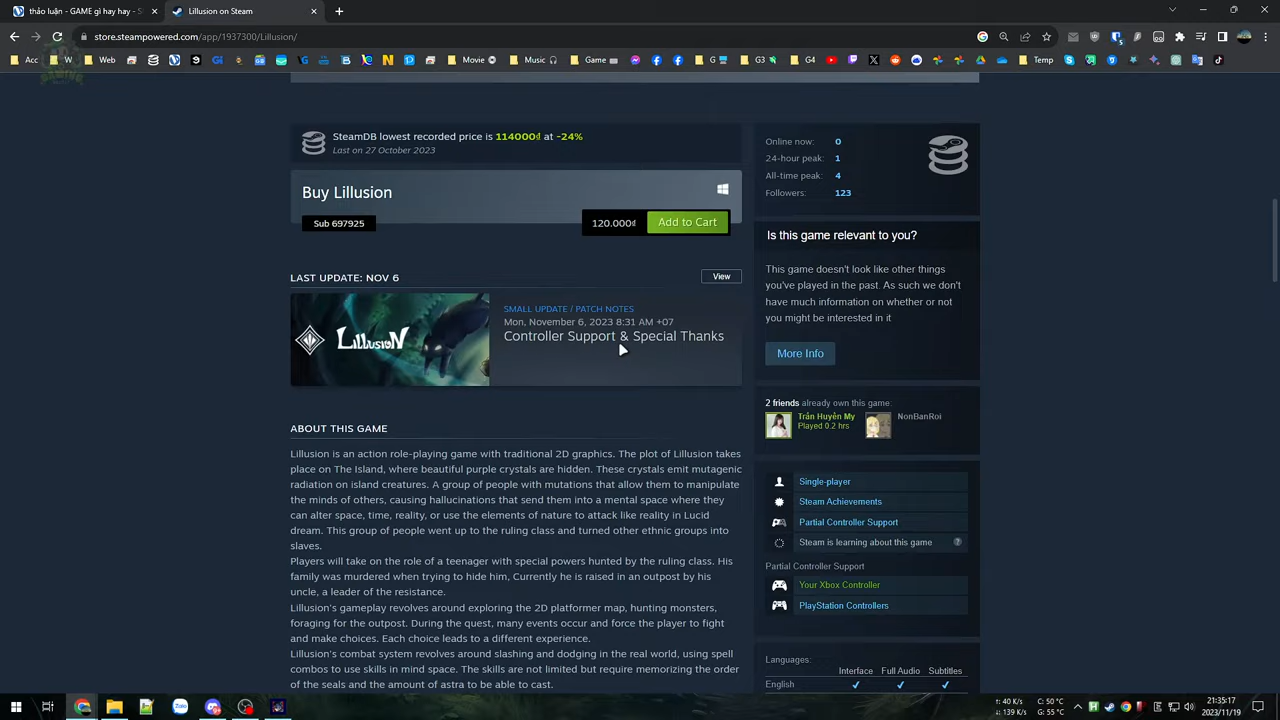 thảo luận - GAME gì hay hay - S
Lillusion on Steam
store.steampowered.com/app/1937300/Lillusion/
Acc
Web
Movie
Music
Game
G
G3
G4
Temp
GAMING
SteamDB lowest recorded price is 114000₫ at -24%
Last on 27 October 2023
Buy Lillusion
Sub 697925
120.000₫
Add to Cart
LAST UPDATE: NOV 6
View
LILLUSION
SMALL UPDATE / PATCH NOTES
Mon, November 6, 2023 8:31 AM +07
Controller Support & Special Thanks
ABOUT THIS GAME
Lillusion is an action role-playing game with traditional 2D graphics. The plot of Lillusion takes
place on The Island, where beautiful purple crystals are hidden. These crystals emit mutagenic
radiation on island creatures. A group of people with mutations that allow them to manipulate
the minds of others, causing hallucinations that send them into a mental space where they
can alter space, time, reality, or use the elements of nature to attack like reality in Lucid
dream. This group of people went up to the ruling class and turned other ethnic groups into
slaves.
Players will take on the role of a teenager with special powers hunted by the ruling class. His
family was murdered when trying to hide him, Currently he is raised in an outpost by his
uncle, a leader of the resistance.
Lillusion's gameplay revolves around exploring the 2D platformer map, hunting monsters,
foraging for the outpost. During the quest, many events occur and force the player to fight
and make choices. Each choice leads to a different experience.
Lillusion's combat system revolves around slashing and dodging in the real world, using spell
combos to use skills in mind space. The skills are not limited but require memorizing the order
of the seals and the amount of astra to be able to cast.
Online now: 0
24-hour peak: 1
All-time peak: 4
Followers: 123
Is this game relevant to you?
This game doesn't look like other things
you've played in the past. As such we don't
have much information on whether or not
you might be interested in it
More Info
2 friends already own this game:
Trần Huyền My
Played 0.2 hrs
NonBanRoi
Single-player
Steam Achievements
Partial Controller Support
Steam is learning about this game ?
Partial Controller Support
Your Xbox Controller
PlayStation Controllers
Languages:
Interface Full Audio Subtitles
English ✔ ✔ ✔
Zalo
t: 40 K/s C: 50 °C
t: 139 K/s G: 55 °C
21:35:17
2023/11/19